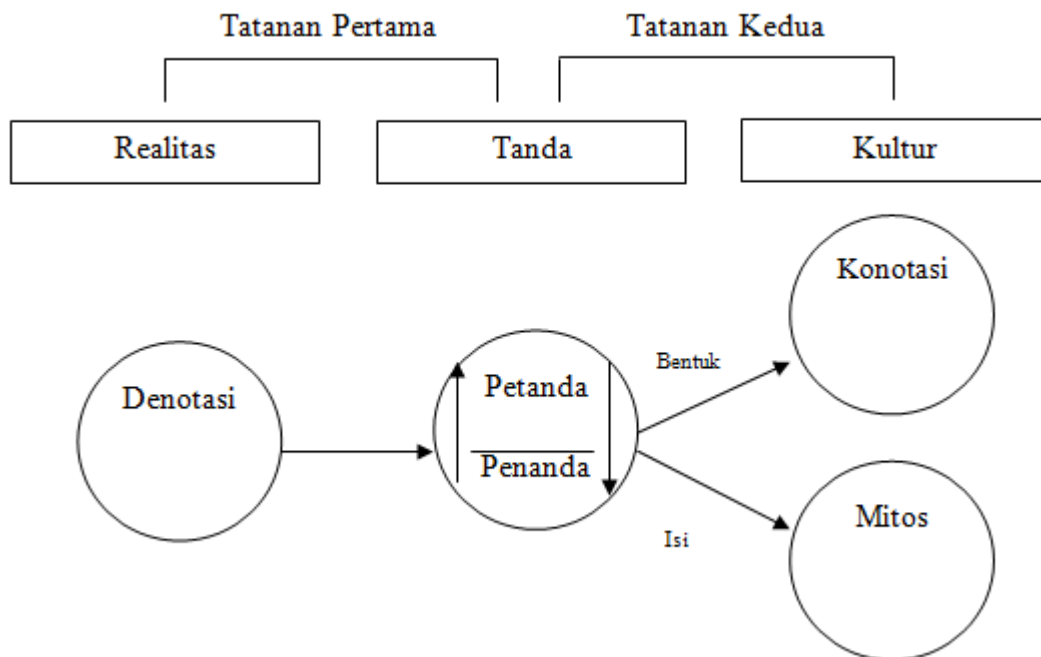 Tatanan Pertama
Tatanan Kedua
Realitas
Tanda
Kultur
Konotasi
Bentuk
Denotasi
Petanda
Penanda
Isi
Mitos